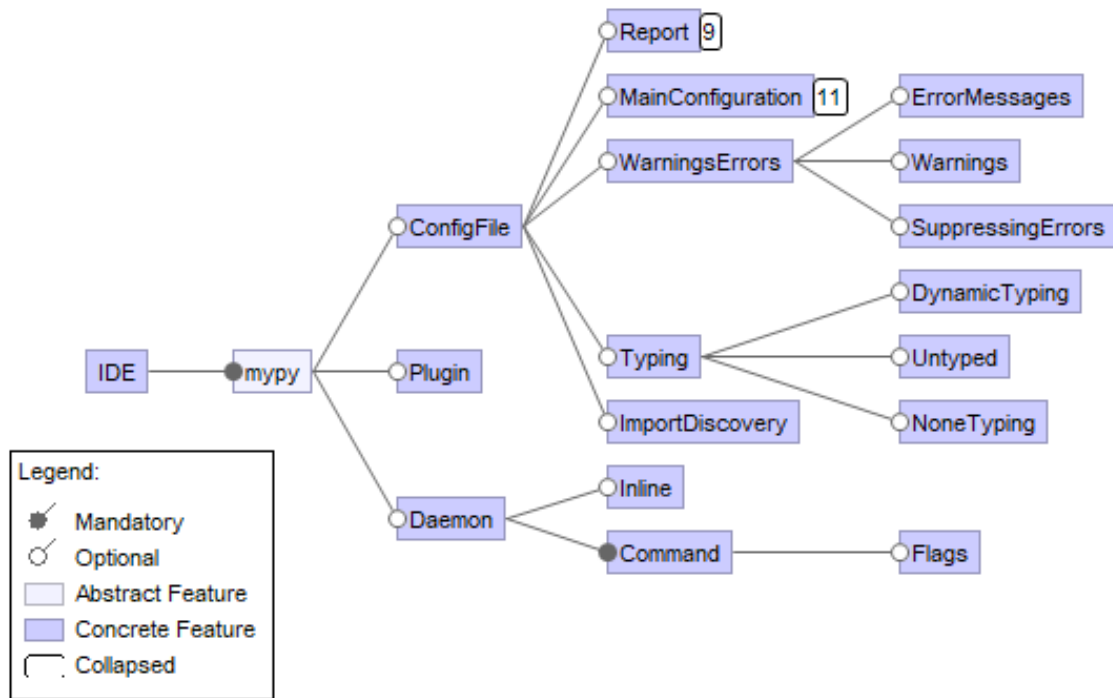 Report 9
MainConfiguration 11
ErrorMessages
WarningsErrors
Warnings
ConfigFile
SuppressingErrors
DynamicTyping
IDE
mypy
Plugin
Typing
Untyped
ImportDiscovery
NoneTyping
Inline
Daemon
Command
Flags
Legend:
Mandatory
Optional
Abstract Feature
Concrete Feature
Collapsed